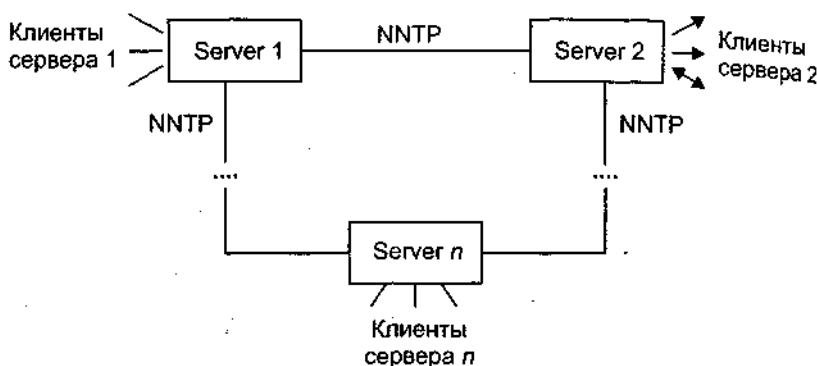 Клиенты
сервера 1
Server 1
NNTP
Server 2
Клиенты
сервера 2
NNTP
NNTP
....
....
Server n
Клиенты
сервера n